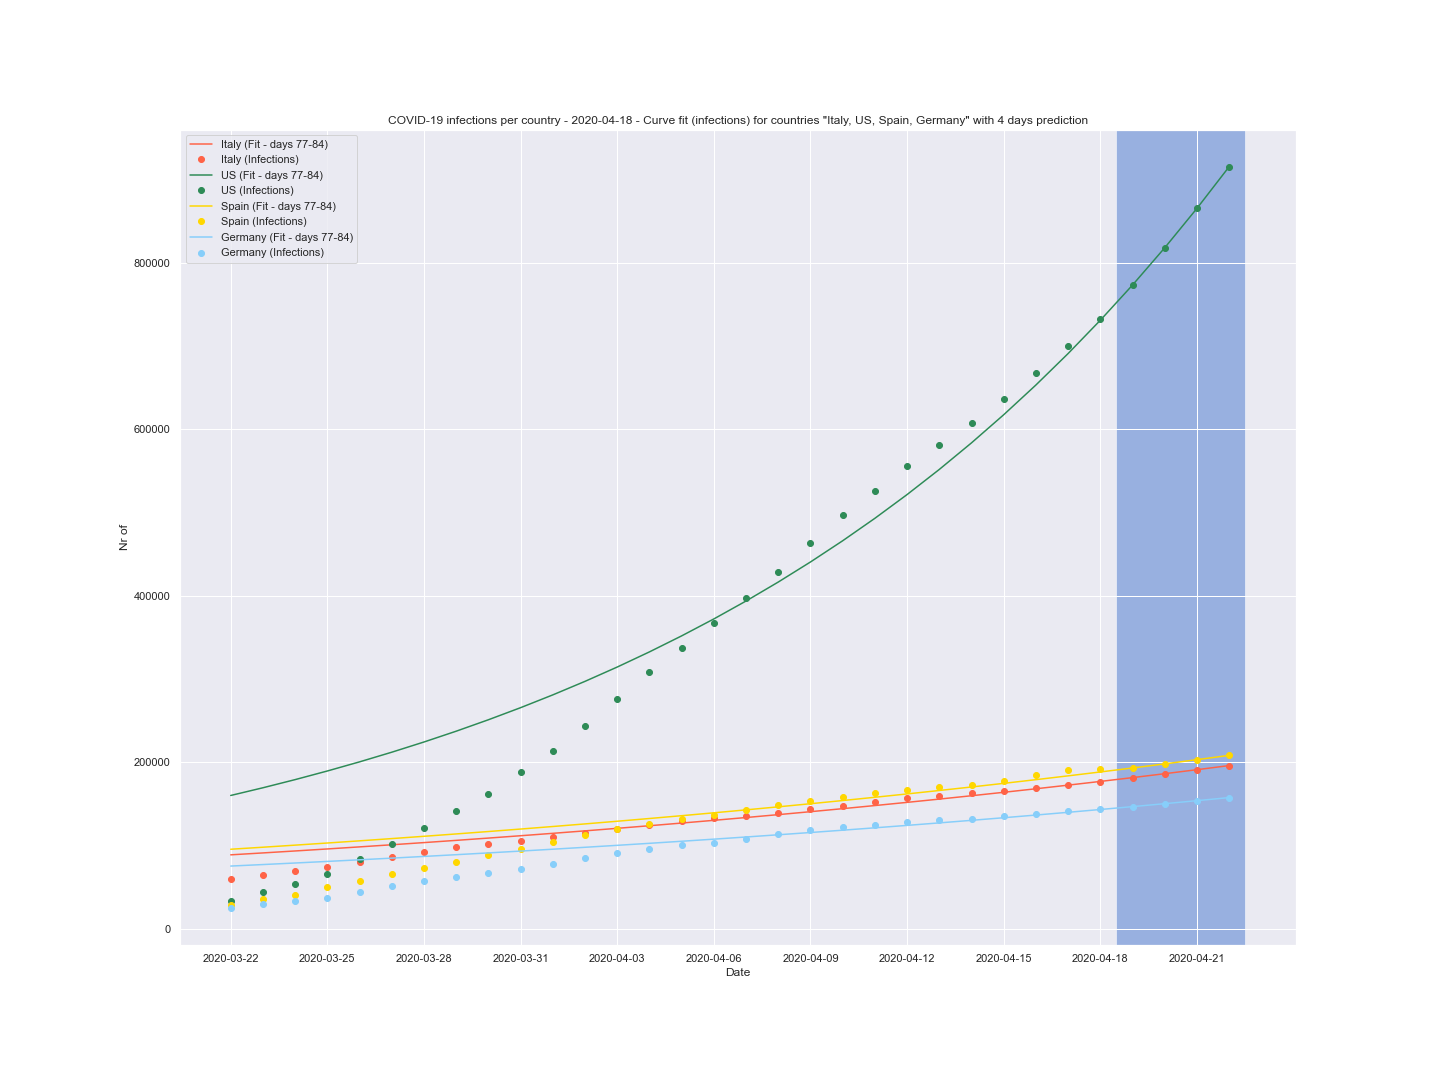 COVID-19 infections per country - 2020-04-18 - Curve fit (infections) for countries "Italy, US, Spain, Germany" with 4 days prediction
Italy (Fit - days 77-84)
Italy (Infections)
US (Fit - days 77-84)
US (Infections)
Spain (Fit - days 77-84)
Spain (Infections)
Germany (Fit - days 77-84)
Germany (Infections)
800000
600000
400000
200000
0
Nr of
2020-03-22 2020-03-25 2020-03-28 2020-03-31 2020-04-03 2020-04-06 2020-04-09 2020-04-12 2020-04-15 2020-04-18 2020-04-21
Date